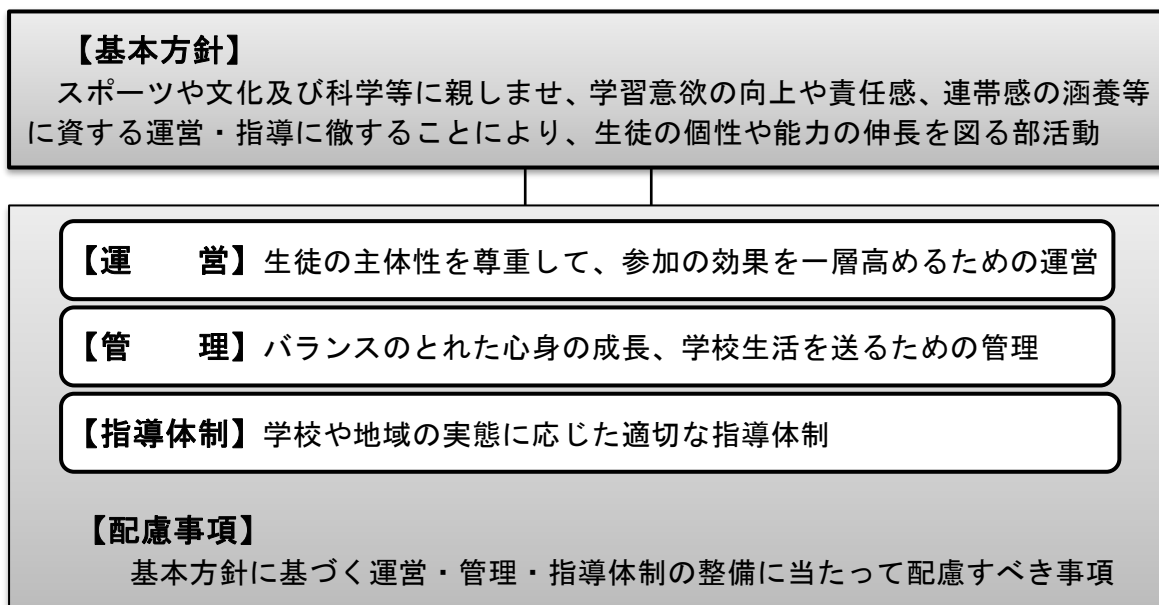 【基本方針】
スポーツや文化及び科学等に親しませ、学習意欲の向上や責任感、連帯感の涵養等
に資する運営・指導に徹することにより、生徒の個性や能力の伸長を図る部活動
【運　　営】生徒の主体性を尊重して、参加の効果を一層高めるための運営
【管　　理】バランスのとれた心身の成長、学校生活を送るための管理
【指導体制】学校や地域の実態に応じた適切な指導体制
【配慮事項】
基本方針に基づく運営・管理・指導体制の整備に当たって配慮すべき事項